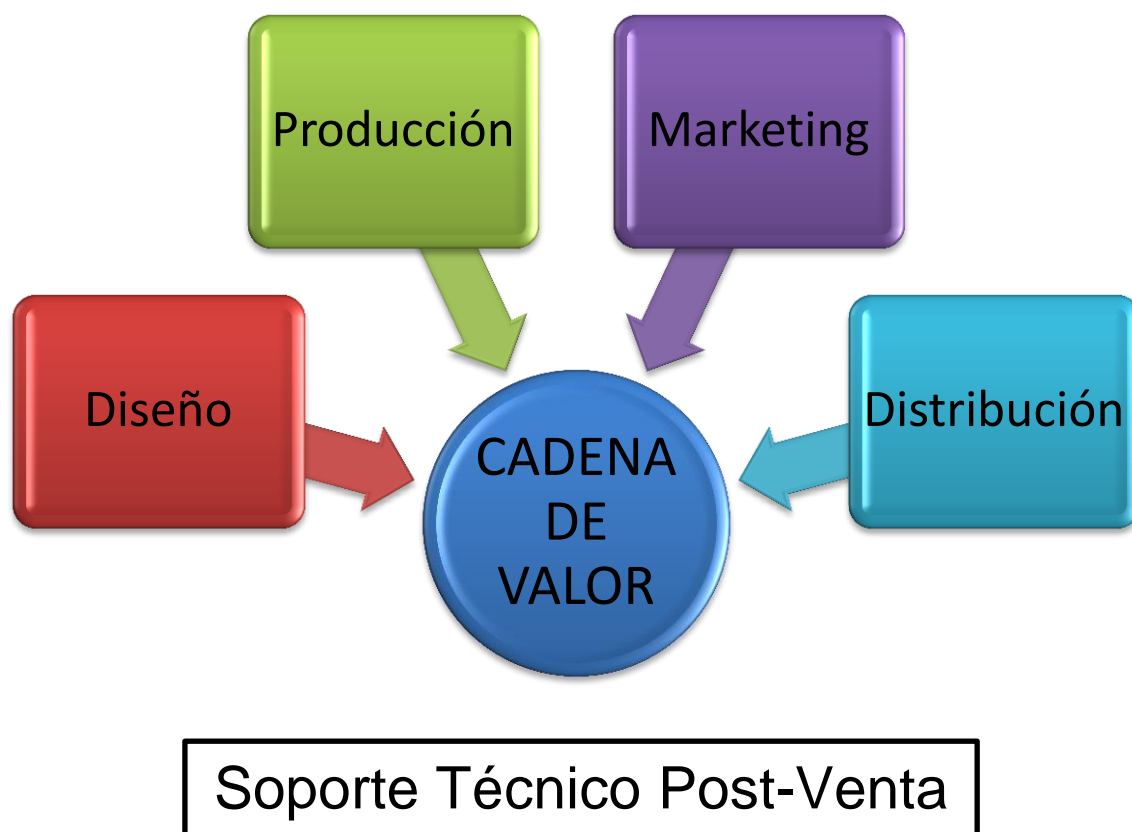 Producción
Marketing
Diseño
Distribución
CADENA
DE
VALOR
Soporte Técnico Post-Venta